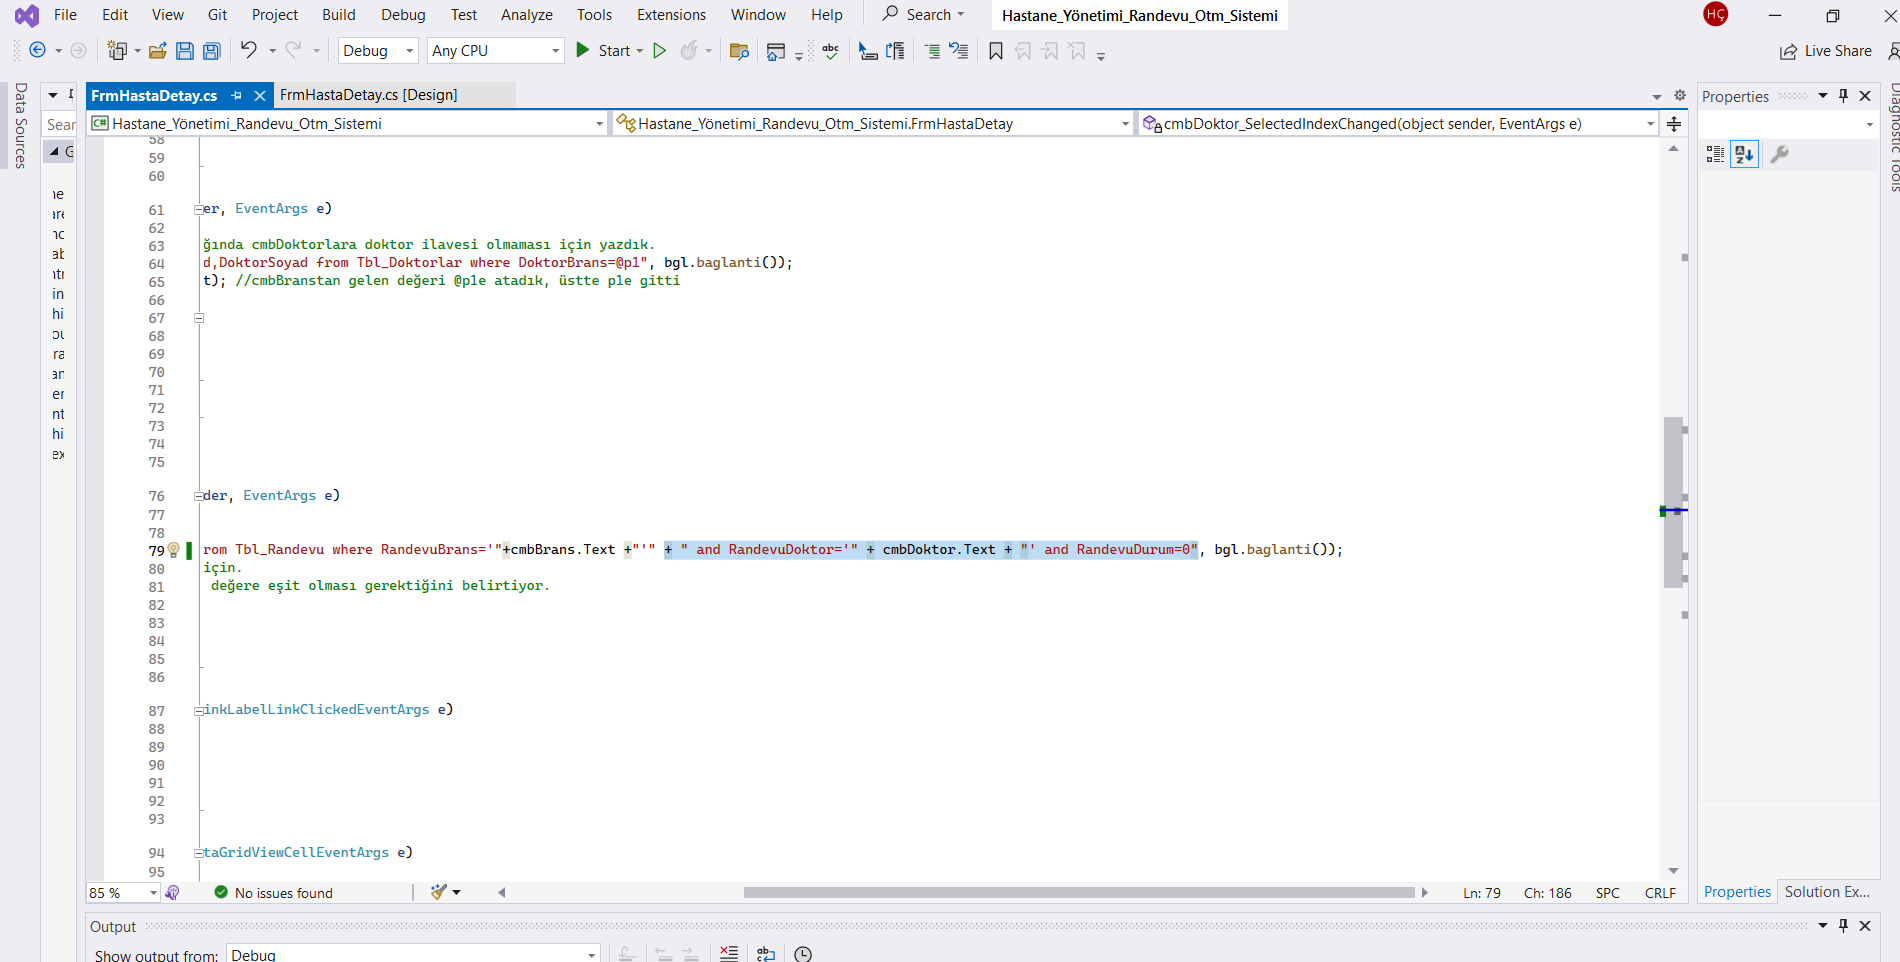 File Edit View Git Project Build Debug Test Analyze Tools Extensions Window Help Search Hastane_Yönetimi_Randevu_Otm_Sistemi HÇ
Debug Any CPU Start abc Live Share
Data Sources
Sear
G
FrmHastaDetay.cs FrmHastaDetay.cs [Design]
C# Hastane_Yönetimi_Randevu_Otm_Sistemi Hastane_Yönetimi_Randevu_Otm_Sistemi.FrmHastaDetay cmbDoktor_SelectedIndexChanged(object sender, EventArgs e)
58
59
60
61 er, EventArgs e)
62
63 ğında cmbDoktorlara doktor ilavesi olmaması için yazdık.
64 d,DoktorSoyad from Tbl_Doktorlar where DoktorBrans=@p1", bgl.baglanti());
65 t); //cmbBranstan gelen değeri @p1e atadık, üstte p1e gitti
66
67
68
69
70
71
72
73
74
75
76 der, EventArgs e)
77
78
79 rom Tbl_Randevu where RandevuBrans='"+cmbBrans.Text +"'" + " and RandevuDoktor='" + cmbDoktor.Text + "' and RandevuDurum=0", bgl.baglanti());
80 için.
81 değere eşit olması gerektiğini belirtiyor.
82
83
84
85
86
87 inkLabelLinkClickedEventArgs e)
88
89
90
91
92
93
94 taGridViewCellEventArgs e)
95
85 % No issues found Ln: 79 Ch: 186 SPC CRLF
Output
Show output from: Debug
Properties
Properties Solution Ex...
Diagnostic Tools